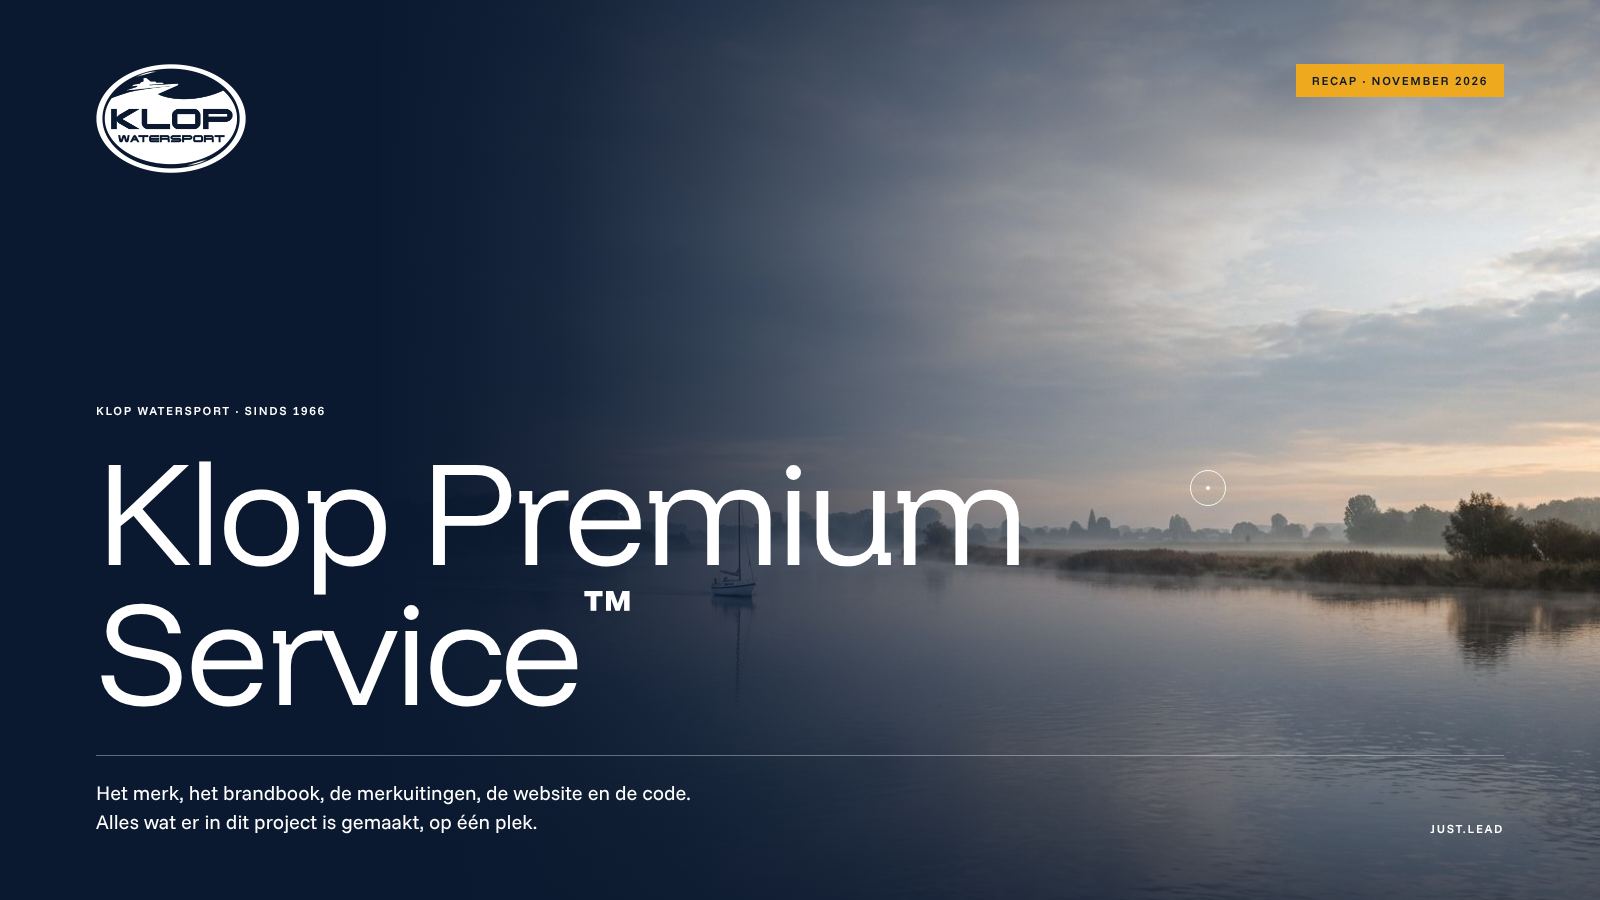 KLOP
WATERSPORT
RECAP · NOVEMBER 2026
KLOP WATERSPORT · SINDS 1966
Klop Premium
Service™
Het merk, het brandbook, de merkuitingen, de website en de code.
Alles wat er in dit project is gemaakt, op één plek.
JUST.LEAD